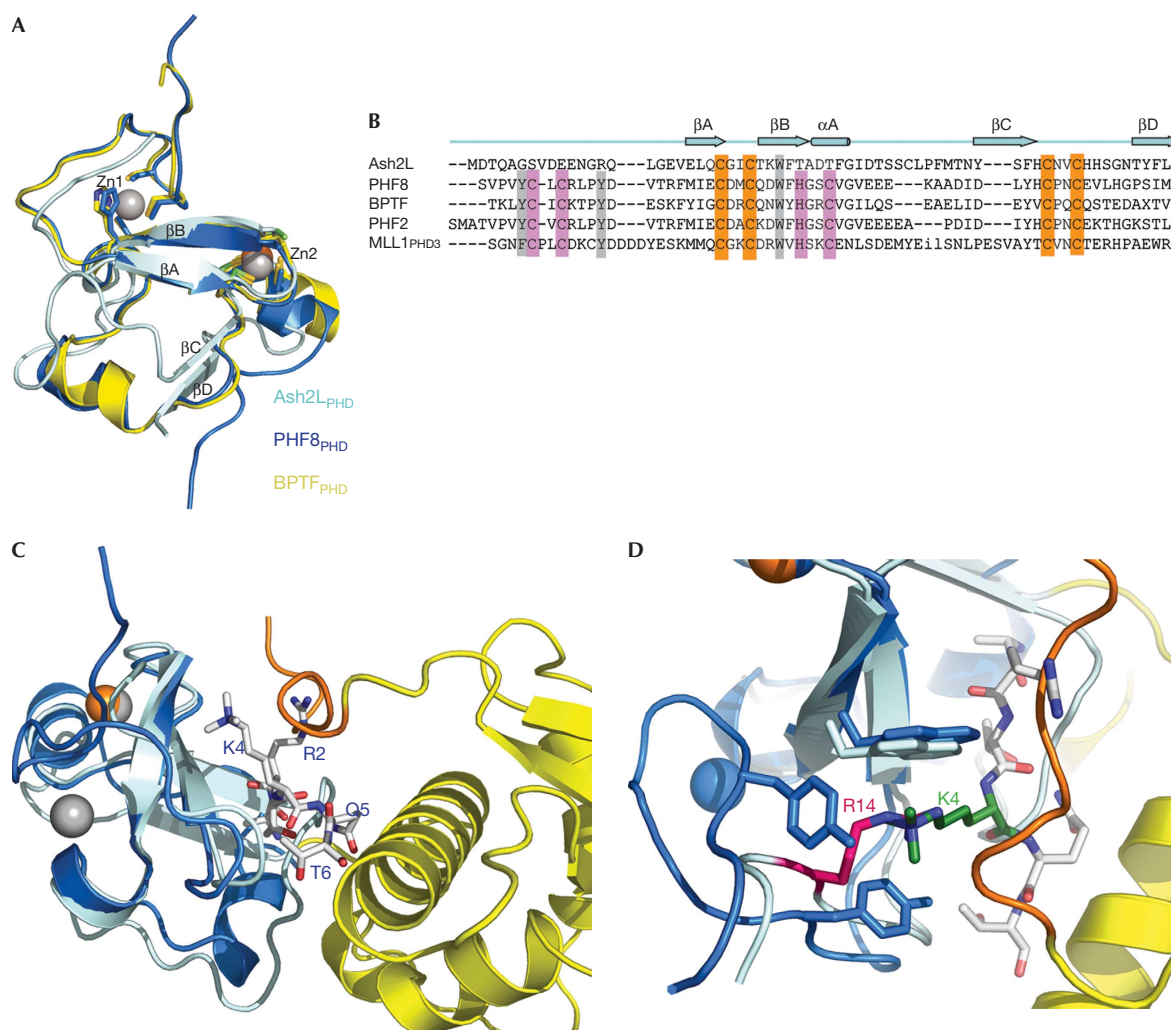 A
Zn1
βB
Zn2
βA
βC
βD
Ash2LPHD
PHF8PHD
BPTFPHD
B
βA βB αA βC βD
Ash2L ---MDTQAGSVDEENGRQ---LGEVELQCGICTKWFTADTFGIDTSSCLPFMTNY---SFHCNVCHHSGNTYFL
PHF8 ----SVPVYC-LCRLPYD---VTRFMIECDMCQDWFHGSCVGVEEE---KAADID---LYHCPNCEVLHGPSIM
BPTF ----TKLYC-ICKTPYD---ESKFYIGCDRCQNWYHGRCVGILQS---EAELID---EYVCPQCQSTEDAXTV
PHF2 SMATVPVYC-VCRLPYD---VTRFMIECDACKDWFHGSCVGVEEEEA--PDID---IYHCPNCEKTHGKSTL
MLL1PHD3 ----SGNFCPLCDKCYDDDDYESKMMQCGKCDRWVHSKCENLSDEMYEilSNLPESVAYTCVNCTERHPAEWR
C
K4
R2
Q5
T6
D
R14
K4